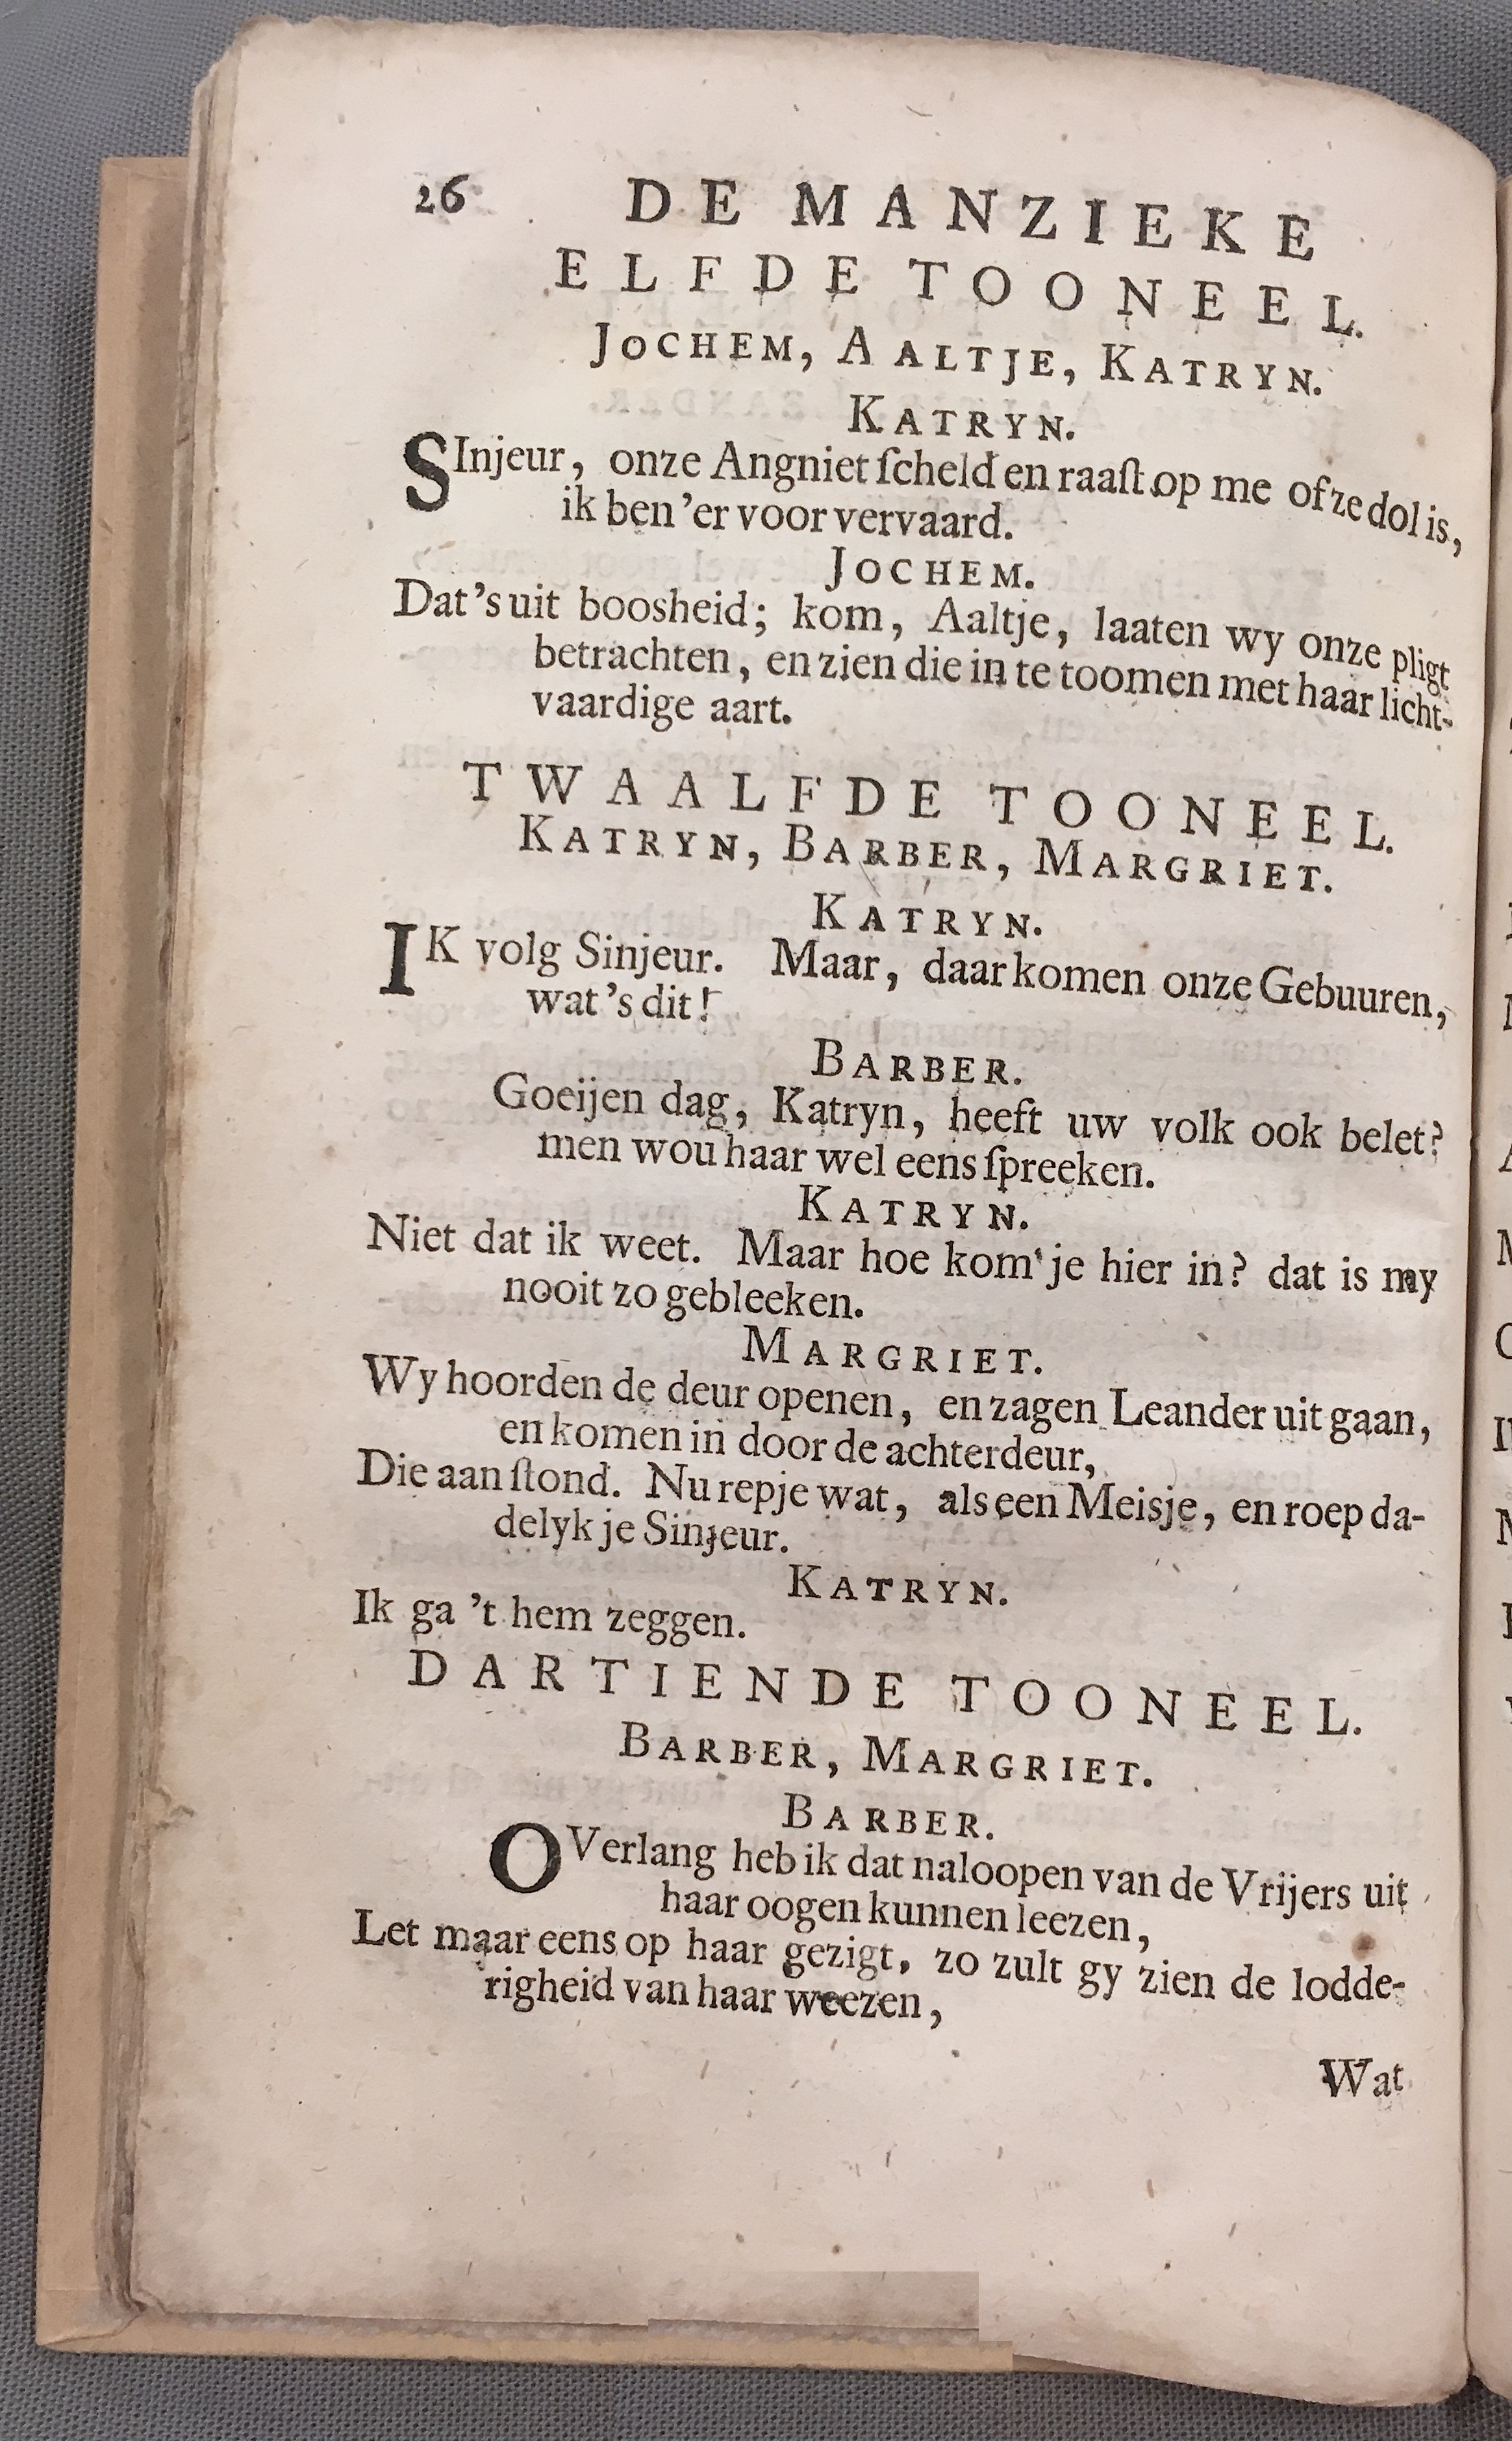 26 DE MANZIEKE
ELFDE TOONEEL.
JOCHEM, AALTJE, KATRYN.
KATRYN.
SInjeur, onze Angniet ſcheld en raaſt op me of ze dol is,
ik ben 'er voor vervaard.
JOCHEM.
Dat 's uit boosheid; kom, Aaltje, laaten wy onze pligt
betrachten, en zien die in te toomen met haar licht-
vaardige aart.
TWAALFDE TOONEEL.
KATRYN, BARBER, MARGRIET.
KATRYN.
IK volg Sinjeur. Maar, daar komen onze Gebuuren,
wat 's dit!
BARBER.
Goeijen dag, Katryn, heeft uw volk ook belet?
men wou haar wel eens ſpreeken.
KATRYN.
Niet dat ik weet. Maar hoe kom' je hier in? dat is my
nooit zo gebleeken.
MARGRIET.
Wy hoorden de deur openen, en zagen Leander uit gaan,
en komen in door de achterdeur,
Die aan ſtond. Nu repje wat, als een Meisje, en roep da-
delyk je Sinjeur.
KATRYN.
Ik ga 't hem zeggen.
DARTIENDE TOONEEL.
BARBER, MARGRIET.
BARBER.
OVerlang heb ik dat naloopen van de Vrijers uit
haar oogen kunnen leezen,
Let maar eens op haar gezigt, zo zult gy zien de lodde-
righeid van haar weezen,
Wat